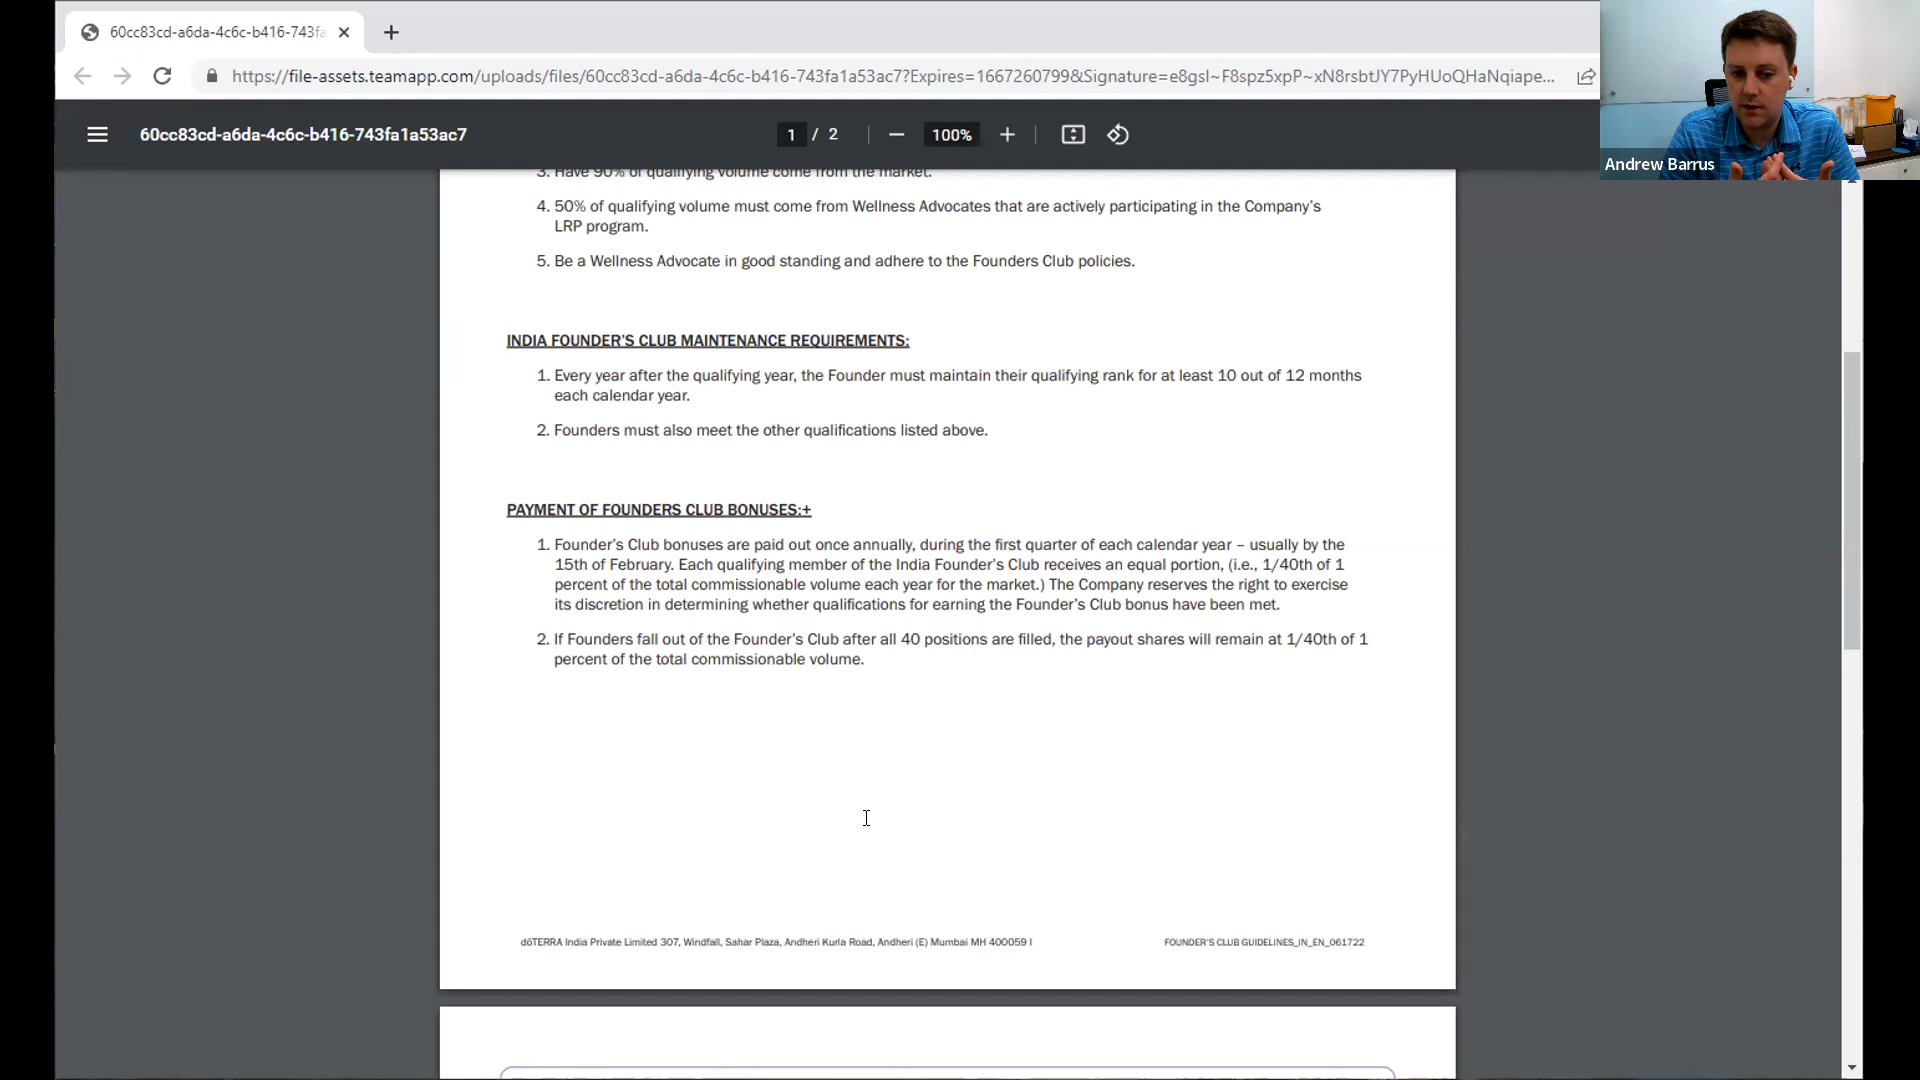 60cc83cd-a6da-4c6c-b416-743fa
https://file-assets.teamapp.com/uploads/files/60cc83cd-a6da-4c6c-b416-743fa1a53ac7?Expires=1667260799&Signature=e8gsI~F8spz5xpP~xN8rsbtJY7PyHUoQHaNqiape...
60cc83cd-a6da-4c6c-b416-743fa1a53ac7
1 / 2
100%
Andrew Barrus
3. Have 90% of qualifying volume come from the market.
4. 50% of qualifying volume must come from Wellness Advocates that are actively participating in the Company's
LRP program.
5. Be a Wellness Advocate in good standing and adhere to the Founders Club policies.
INDIA FOUNDER'S CLUB MAINTENANCE REQUIREMENTS:
1. Every year after the qualifying year, the Founder must maintain their qualifying rank for at least 10 out of 12 months
each calendar year.
2. Founders must also meet the other qualifications listed above.
PAYMENT OF FOUNDERS CLUB BONUSES:+
1. Founder's Club bonuses are paid out once annually, during the first quarter of each calendar year – usually by the
15th of February. Each qualifying member of the India Founder's Club receives an equal portion, (i.e., 1/40th of 1
percent of the total commissionable volume each year for the market.) The Company reserves the right to exercise
its discretion in determining whether qualifications for earning the Founder's Club bonus have been met.
2. If Founders fall out of the Founder's Club after all 40 positions are filled, the payout shares will remain at 1/40th of 1
percent of the total commissionable volume.
dōTERRA India Private Limited 307, Windfall, Sahar Plaza, Andheri Kurla Road, Andheri (E) Mumbai MH 400059 I
FOUNDER'S CLUB GUIDELINES_IN_EN_061722